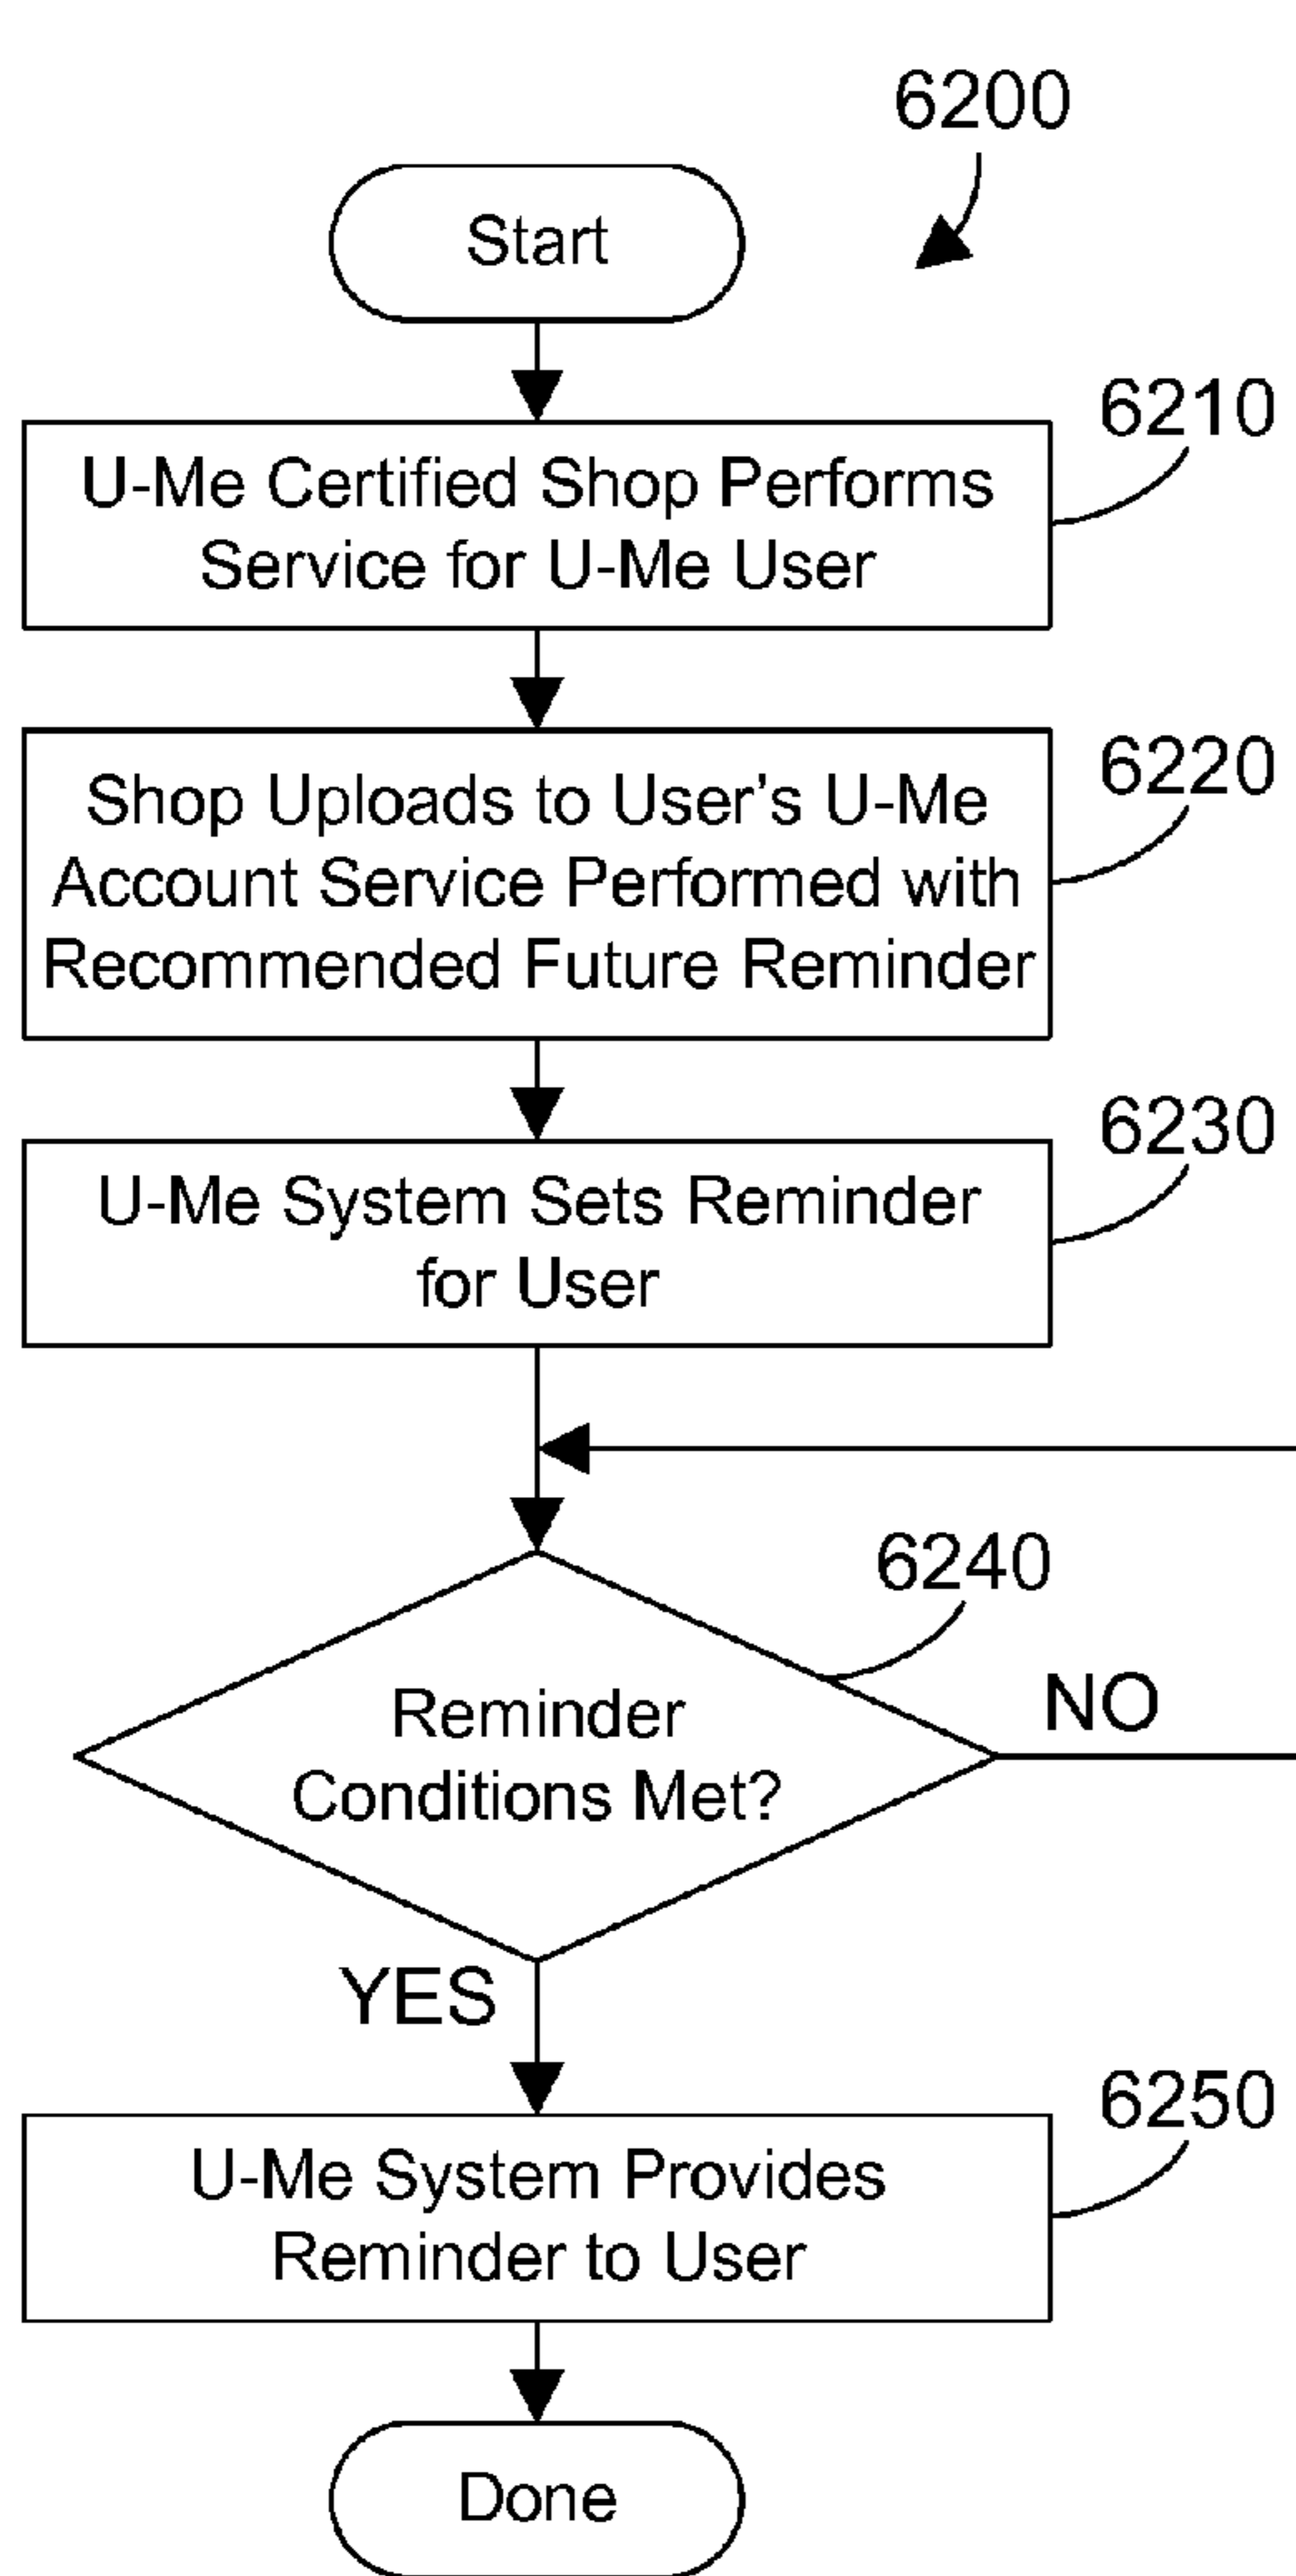 6200
Start
6210
U-Me Certified Shop Performs
Service for U-Me User
6220
Shop Uploads to User's U-Me
Account Service Performed with
Recommended Future Reminder
6230
U-Me System Sets Reminder
for User
6240
Reminder
Conditions Met?
NO
YES
6250
U-Me System Provides
Reminder to User
Done